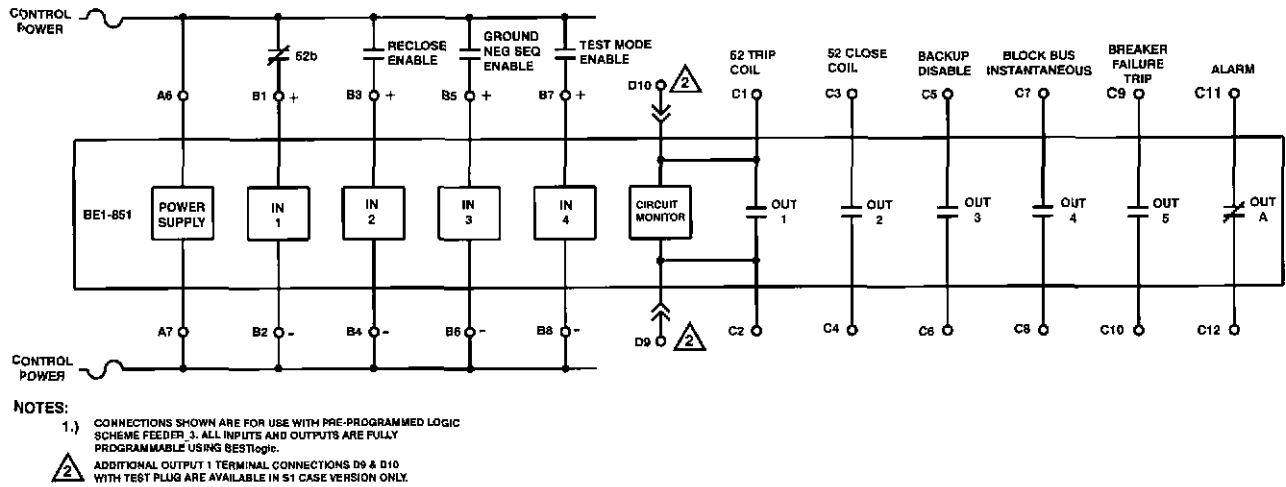 CONTROL
POWER
52b
RECLOSE
ENABLE
GROUND
NEG SEQ
ENABLE
TEST MODE
ENABLE
52 TRIP
COIL
52 CLOSE
COIL
BACKUP
DISABLE
BLOCK BUS
INSTANTANEOUS
BREAKER
FAILURE
TRIP
ALARM
A6
B1 +
B3 +
B5 +
B7 +
D10
2
C1
C3
C5
C7
C9
C11
BE1-851
POWER
SUPPLY
IN
1
IN
2
IN
3
IN
4
CIRCUIT
MONITOR
OUT
1
OUT
2
OUT
3
OUT
4
OUT
5
OUT
A
A7
B2 -
B4 -
B6 -
B8 -
D9
2
C2
C4
C6
C8
C10
C12
CONTROL
POWER
NOTES:
1.) CONNECTIONS SHOWN ARE FOR USE WITH PRE-PROGRAMMED LOGIC
SCHEME FEEDER_3. ALL INPUTS AND OUTPUTS ARE FULLY
PROGRAMMABLE USING BESTlogic.
2 ADDITIONAL OUTPUT 1 TERMINAL CONNECTIONS D9 & D10
WITH TEST PLUG ARE AVAILABLE IN S1 CASE VERSION ONLY.